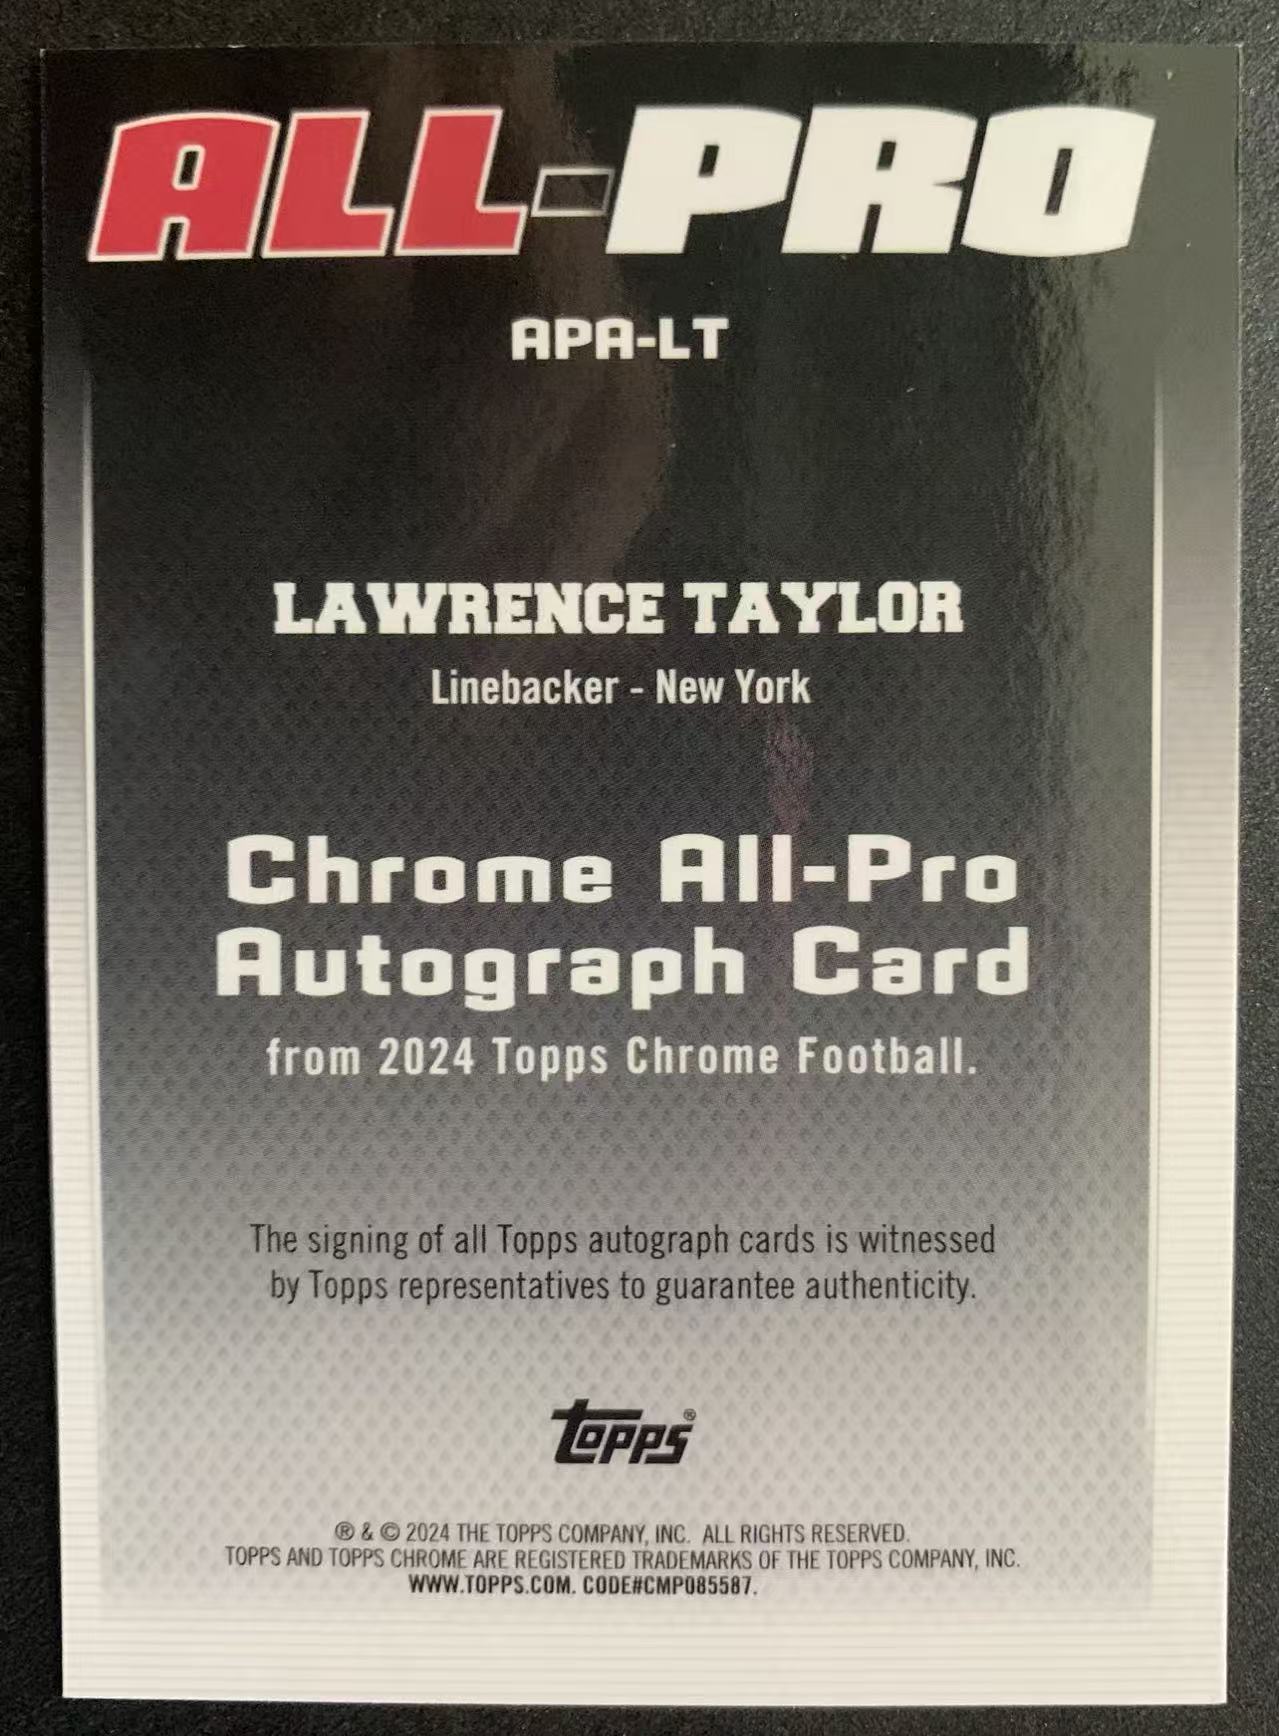 ALL-PRO
APA-LT
LAWRENCE TAYLOR
Linebacker - New York
Chrome All-Pro
Autograph Card
from 2024 Topps Chrome Football.
The signing of all Topps autograph cards is witnessed
by Topps representatives to guarantee authenticity.
topps®
® & © 2024 THE TOPPS COMPANY, INC. ALL RIGHTS RESERVED.
TOPPS AND TOPPS CHROME ARE REGISTERED TRADEMARKS OF THE TOPPS COMPANY, INC.
WWW.TOPPS.COM. CODE#CMP085587.